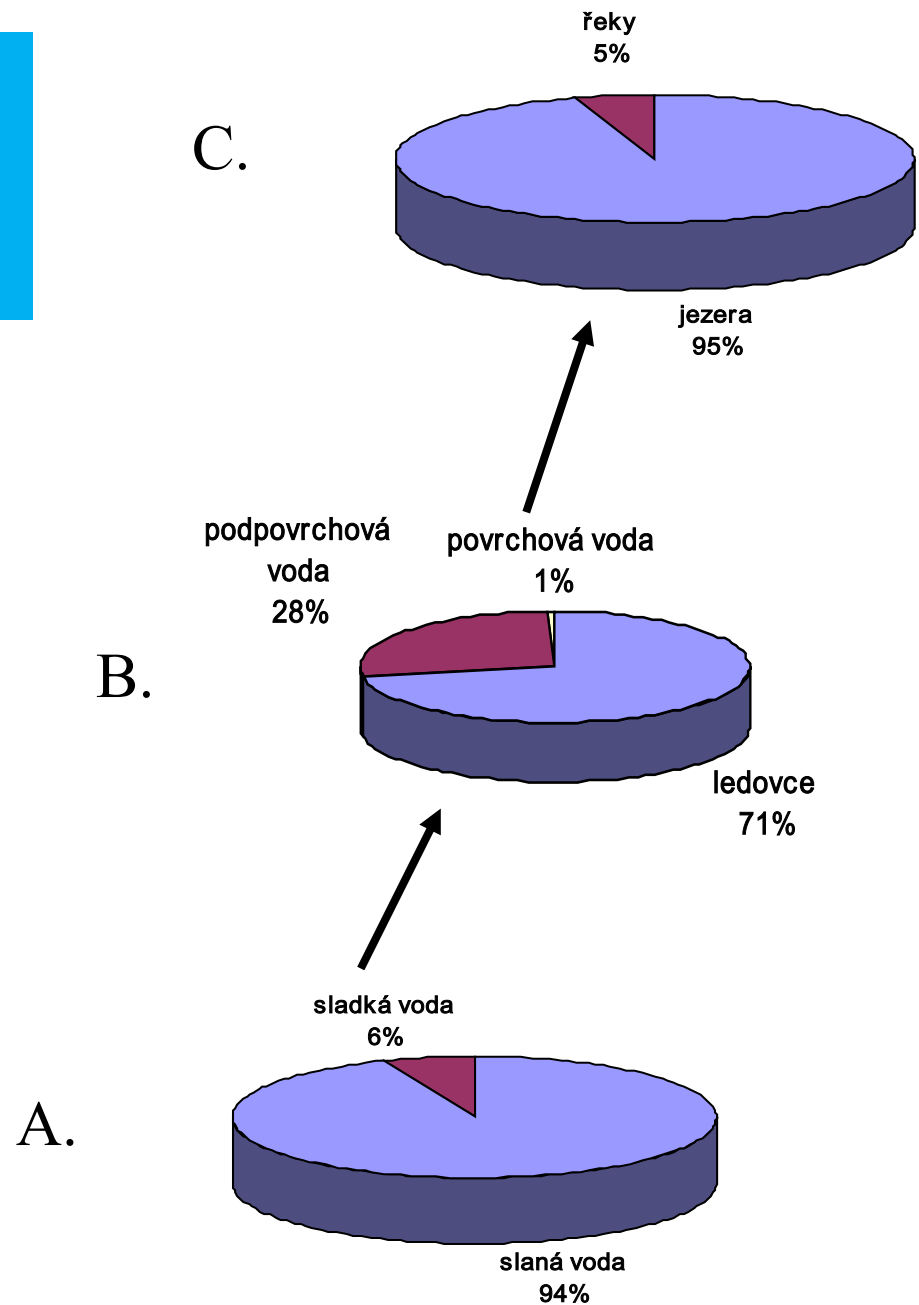 řeky
5%
C.
jezera
95%
podpovrchová
voda
28%
povrchová voda
1%
B.
ledovce
71%
sladká voda
6%
A.
slaná voda
94%